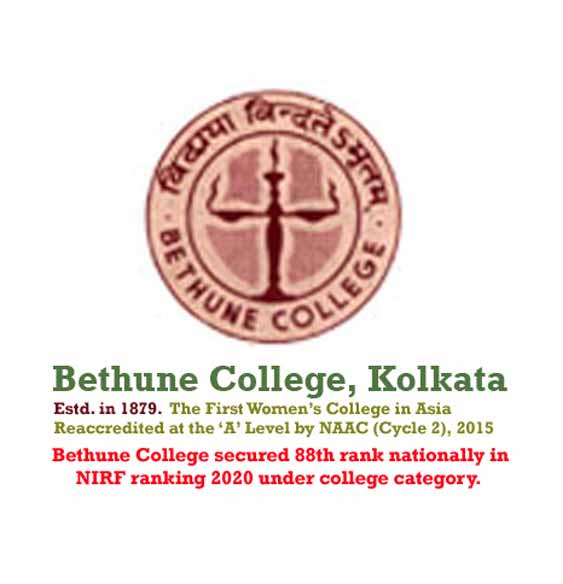 विद्यया विन्दतेऽमृतम्
BETHUNE COLLEGE
Bethune College, Kolkata
Estd. in 1879. The First Women's College in Asia
Reaccredited at the 'A' Level by NAAC (Cycle 2), 2015
Bethune College secured 88th rank nationally in
NIRF ranking 2020 under college category.